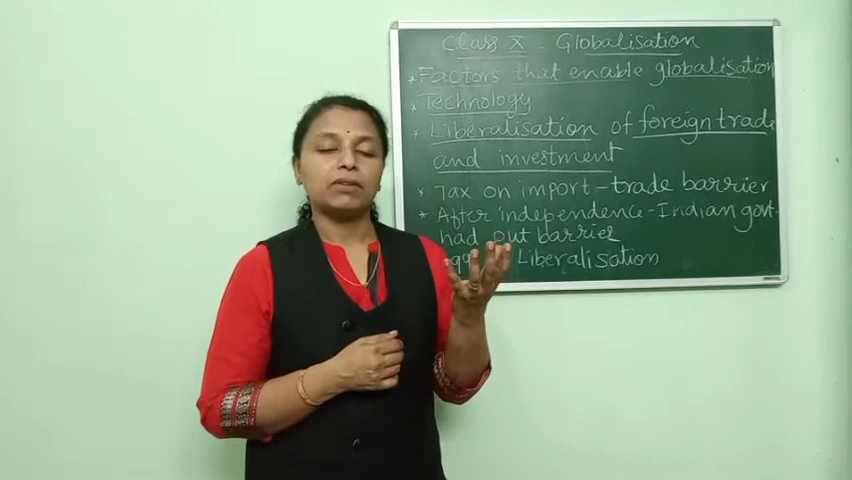 Class X - Globalisation
* Factors that enable globalisation
* Technology
* Liberalisation of foreign trade
and investment
* Tax on import - trade barrier
* After independence - Indian govt.
had out barrier
Liberalisation